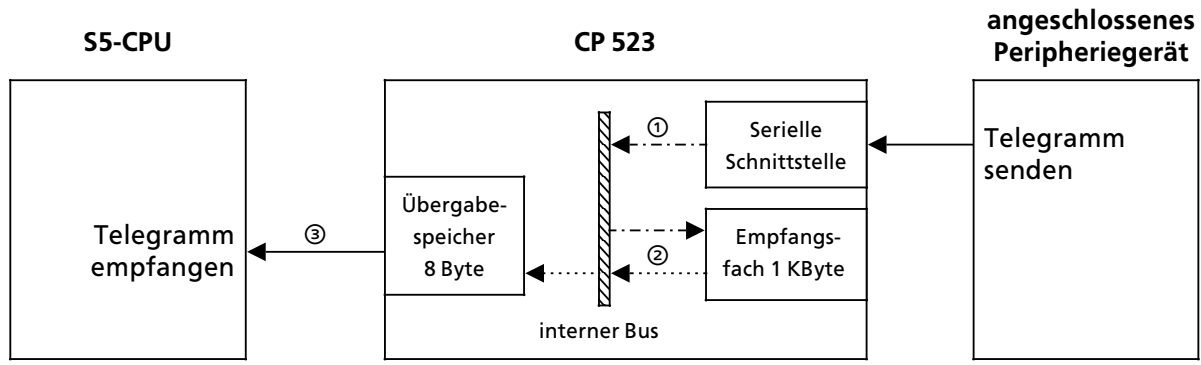 S5-CPU
CP 523
angeschlossenes
Peripheriegerät
①
Serielle
Schnittstelle
Telegramm
senden
Übergabe-
speicher
8 Byte
Telegramm
empfangen
③
②
Empfangs-
fach 1 KByte
interner Bus